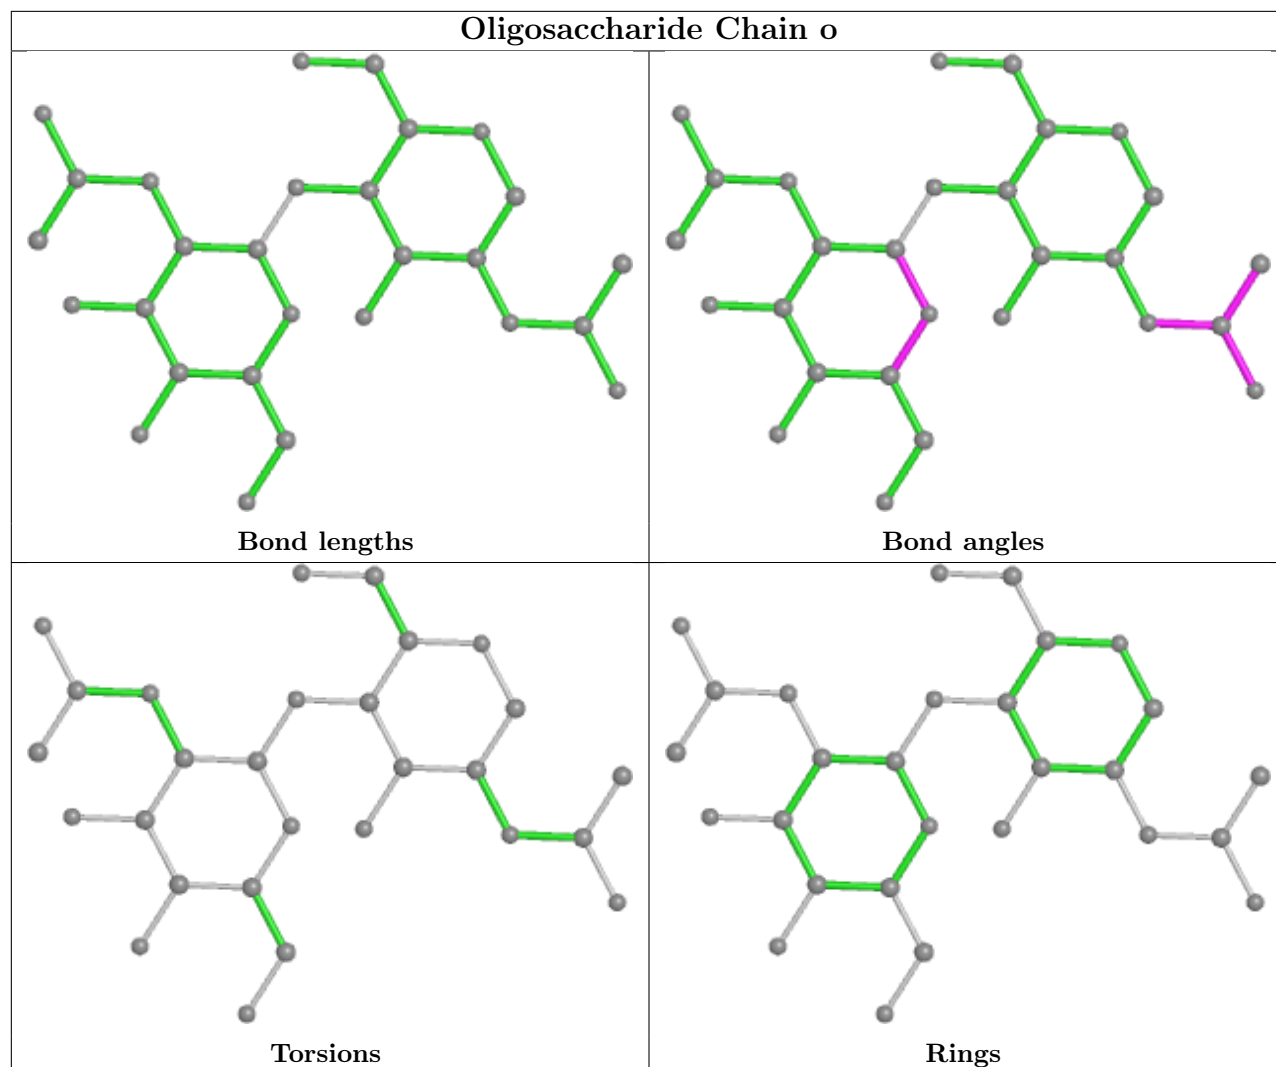 Oligosaccharide Chain o
Bond lengths
Bond angles
Torsions
Rings